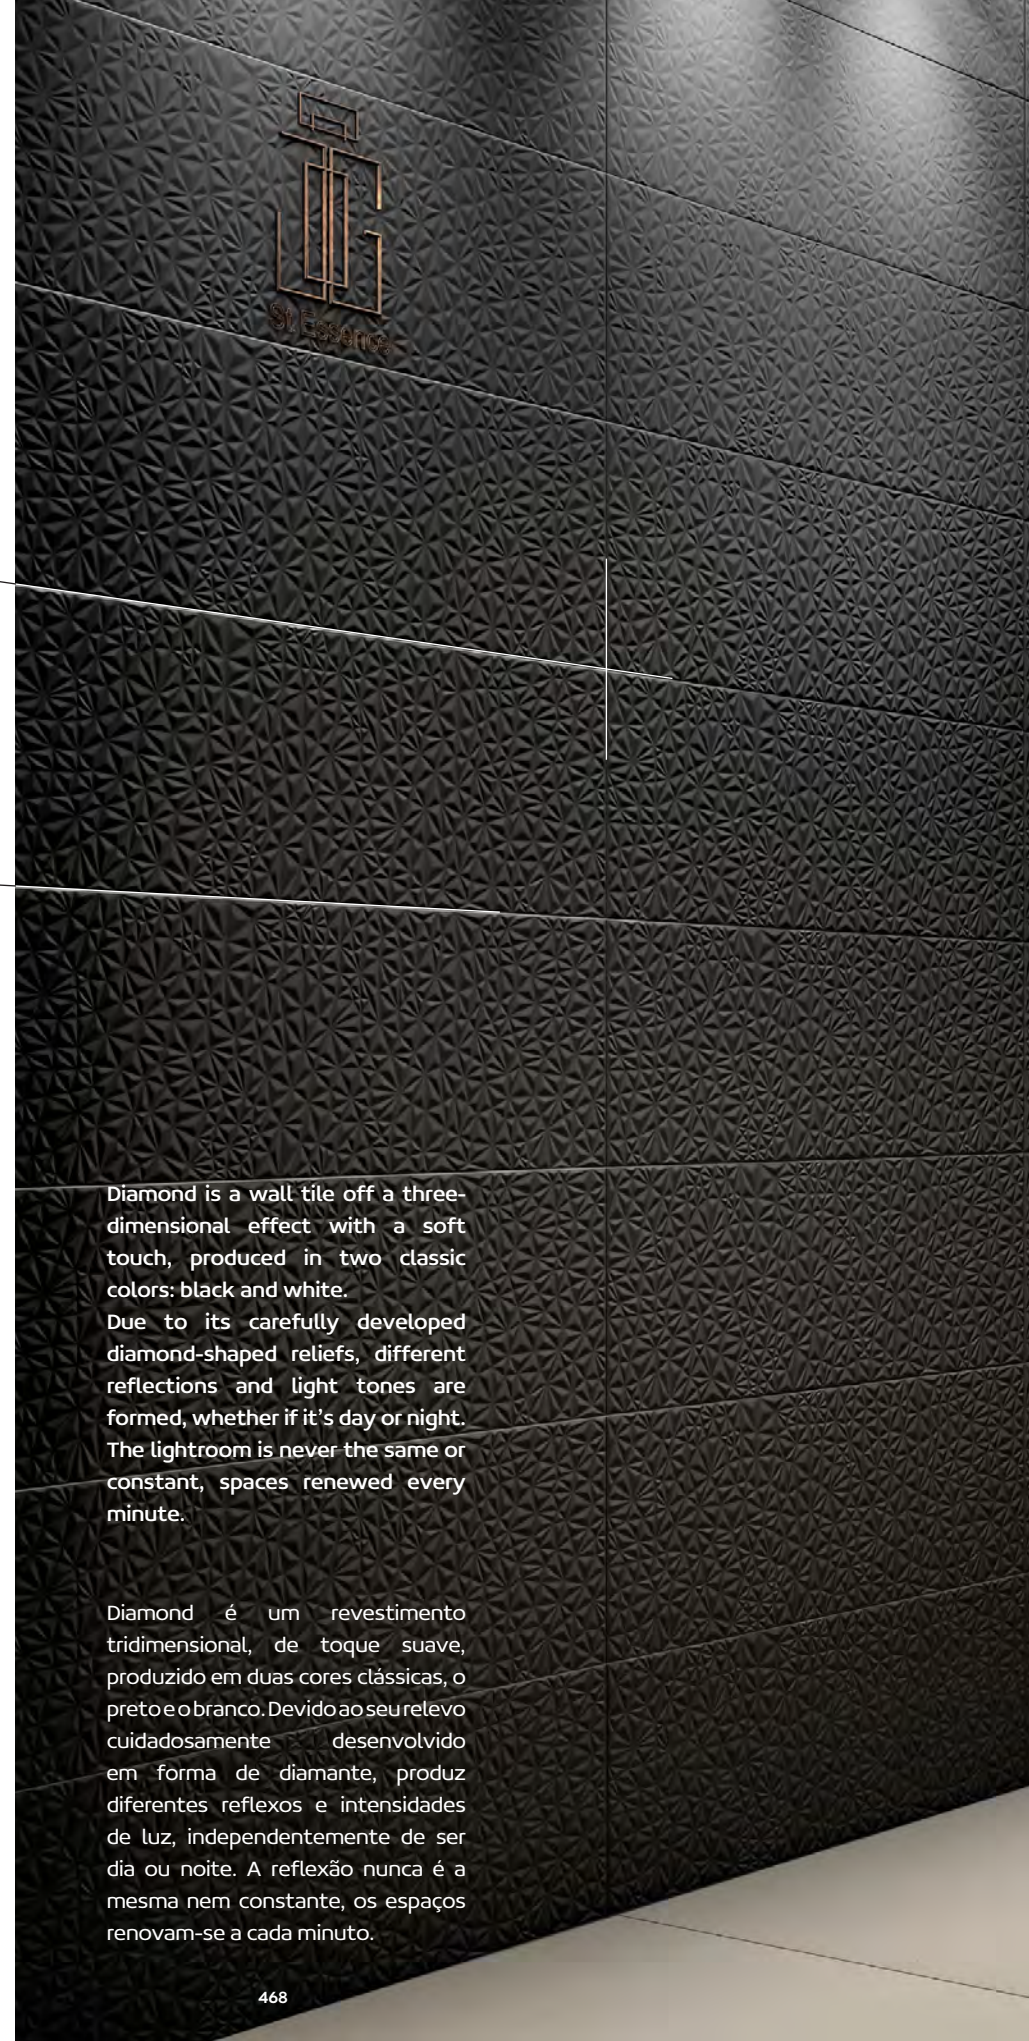 St. Essence
Diamond is a wall tile off a three-
dimensional effect with a soft
touch, produced in two classic
colors: black and white.
Due to its carefully developed
diamond-shaped reliefs, different
reflections and light tones are
formed, whether if it’s day or night.
The lightroom is never the same or
constant, spaces renewed every
minute.
Diamond é um revestimento
tridimensional, de toque suave,
produzido em duas cores clássicas, o
preto e o branco. Devido ao seu relevo
cuidadosamente desenvolvido
em forma de diamante, produz
diferentes reflexos e intensidades
de luz, independentemente de ser
dia ou noite. A reflexão nunca é a
mesma nem constante, os espaços
renovam-se a cada minuto.
468